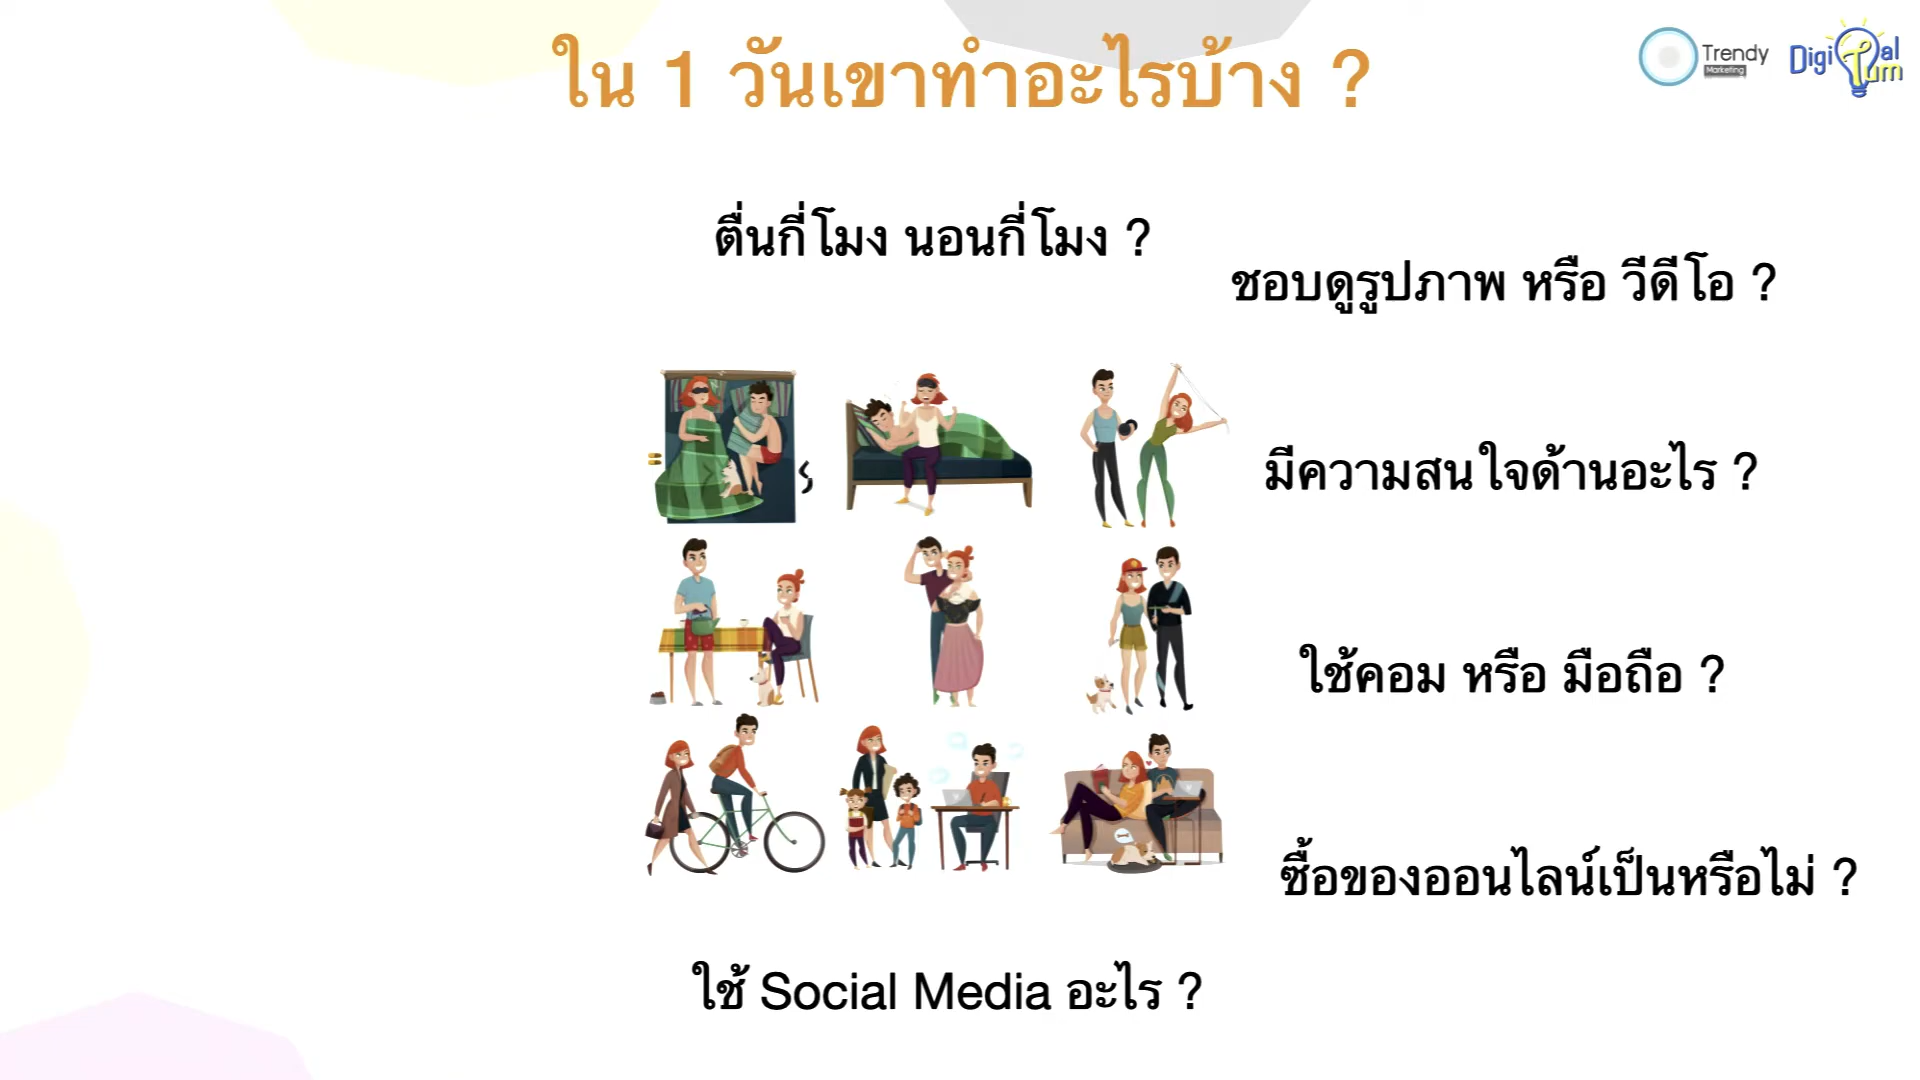 ใน 1 วันเขาทำอะไรบ้าง ?
Trendy
Marketing
Digital
Tum
ตื่นกี่โมง นอนกี่โมง ?
ชอบดูรูปภาพ หรือ วีดีโอ ?
มีความสนใจด้านอะไร ?
ใช้คอม หรือ มือถือ ?
ซื้อของออนไลน์เป็นหรือไม่ ?
ใช้ Social Media อะไร ?